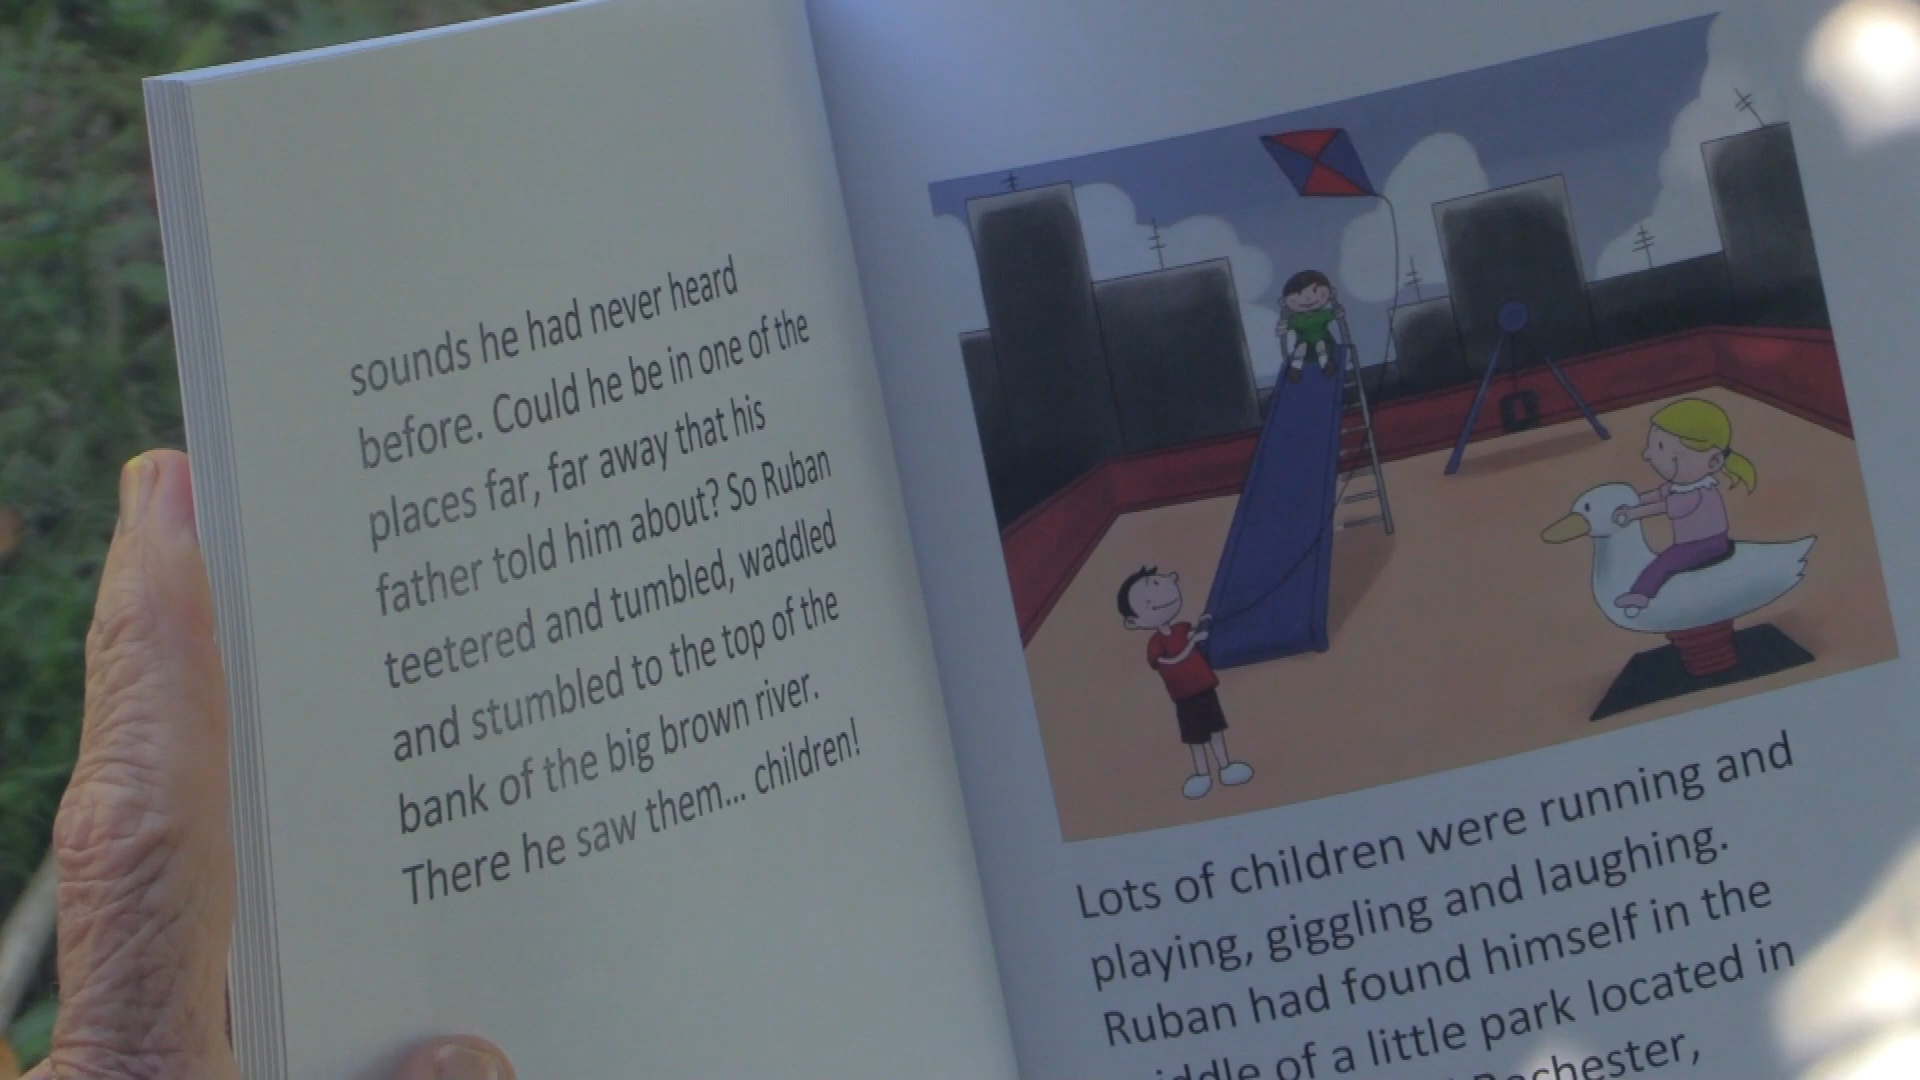 sounds he had never heard
before. Could he be in one of the
places far, far away that his
father told him about? So Ruban
teetered and tumbled, waddled
and stumbled to the top of the
bank of the big brown river.
There he saw them... children!
Lots of children were running and
playing, giggling and laughing.
Ruban had found himself in the
middle of a little park located in
Rochester,